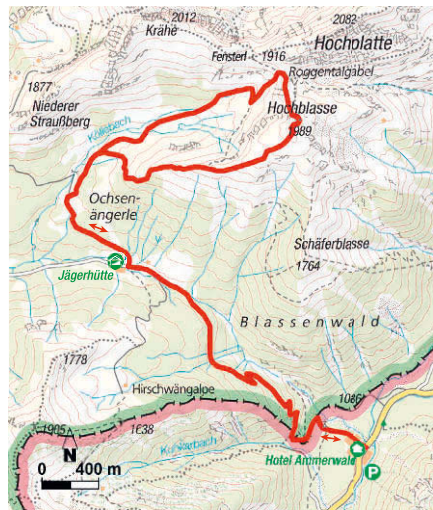 2012
Krähe
2082
Hochplatte
Fensterl
1916
Roggentalgabel
1877
Niederer
Straußberg
Hochblasse
1989
Ochsen-
ängerle
Jägerhütte
Schäferblasse
1764
Blassenwald
1778
Hirschwängalpe
1086
1905
1638
N
0 400 m
Hotel Ammerwald
P